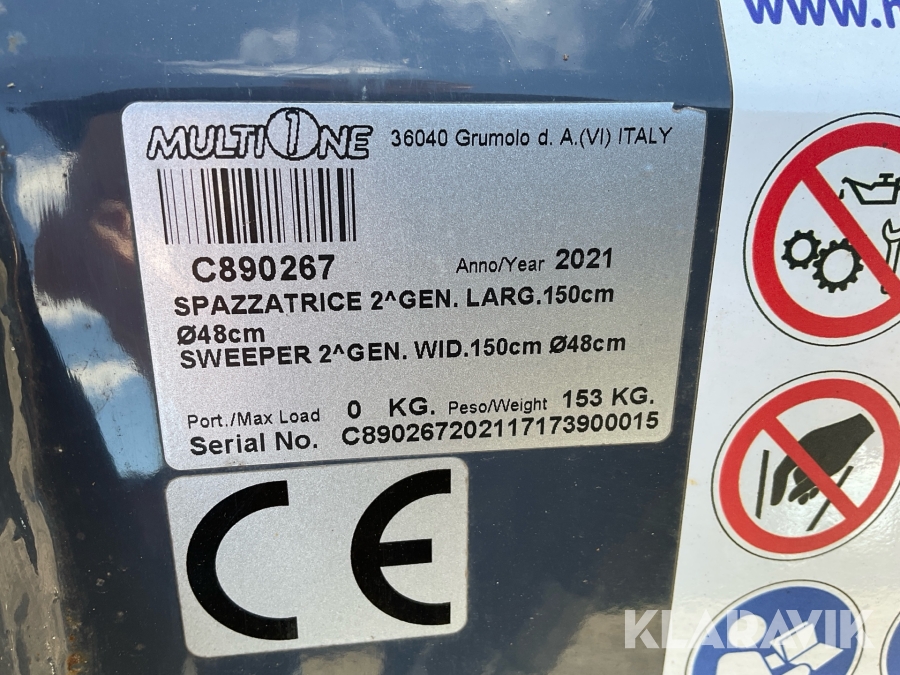 www.
MULTIONE 36040 Grumolo d. A.(VI) ITALY
C890267 Anno/Year 2021
SPAZZATRICE 2^GEN. LARG.150cm
Ø48cm
SWEEPER 2^GEN. WID.150cm Ø48cm
Port./Max Load 0 KG. Peso/Weight 153 KG.
Serial No. C890267202117173900015
CE
KLARAVIK